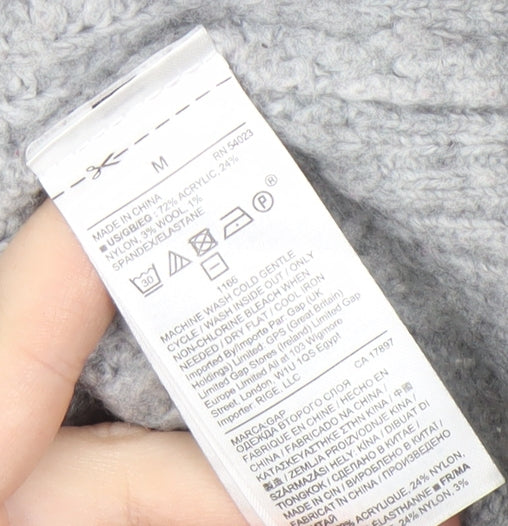 M
RN 54023
MADE IN CHINA
■ US/GB/EG : 72% ACRYLIC, 24%
NYLON, 3% WOOL, 1%
SPANDEX/ELASTANE
30
P
®
1166
MACHINE WASH COLD GENTLE
CYCLE / WASH INSIDE OUT / ONLY
NON-CHLORINE BLEACH WHEN
NEEDED / DRY FLAT / COOL IRON
Imported By/Importe Par Gap (UK
Holdings) Limited, GPS (Great Britain)
Limited Gap Stores (Ireland) Limited Gap
Europe Limited All at 103 Wigmore
Street, London, W1U 1QS Egypt
Importer RIGE, LLC
CA 17897
MARCA:GAP
ОДЕЖДА ВТОРОГО СЛОЯ
FABRIQUÉ EN CHINE / HECHO EN
CHINA / FABRICADO NA CHINA /
ΚΑΤΑΣΚΕΥΑΣΤΗΚΕ ΣΤΗΝ ΚΙΝΑ / 中國
製造 / ZEMLJA PROIZVODNJE KINA /
SZÁRMAZÁSI HELY: KÍNA / DIBUAT DI
TIONGKOK / СДЕЛАНО В КИТАЕ /
MADE IN CIN / ВИРОБЛЕНО В КИТАЇ /
FABRICAT IN CHINA / ПРОИЗВЕДЕНО
КИТАЙ ■ FR/MA
ACRYLIQUE, 24% NYLON,
ELASTHANNE
NYLON, 3%